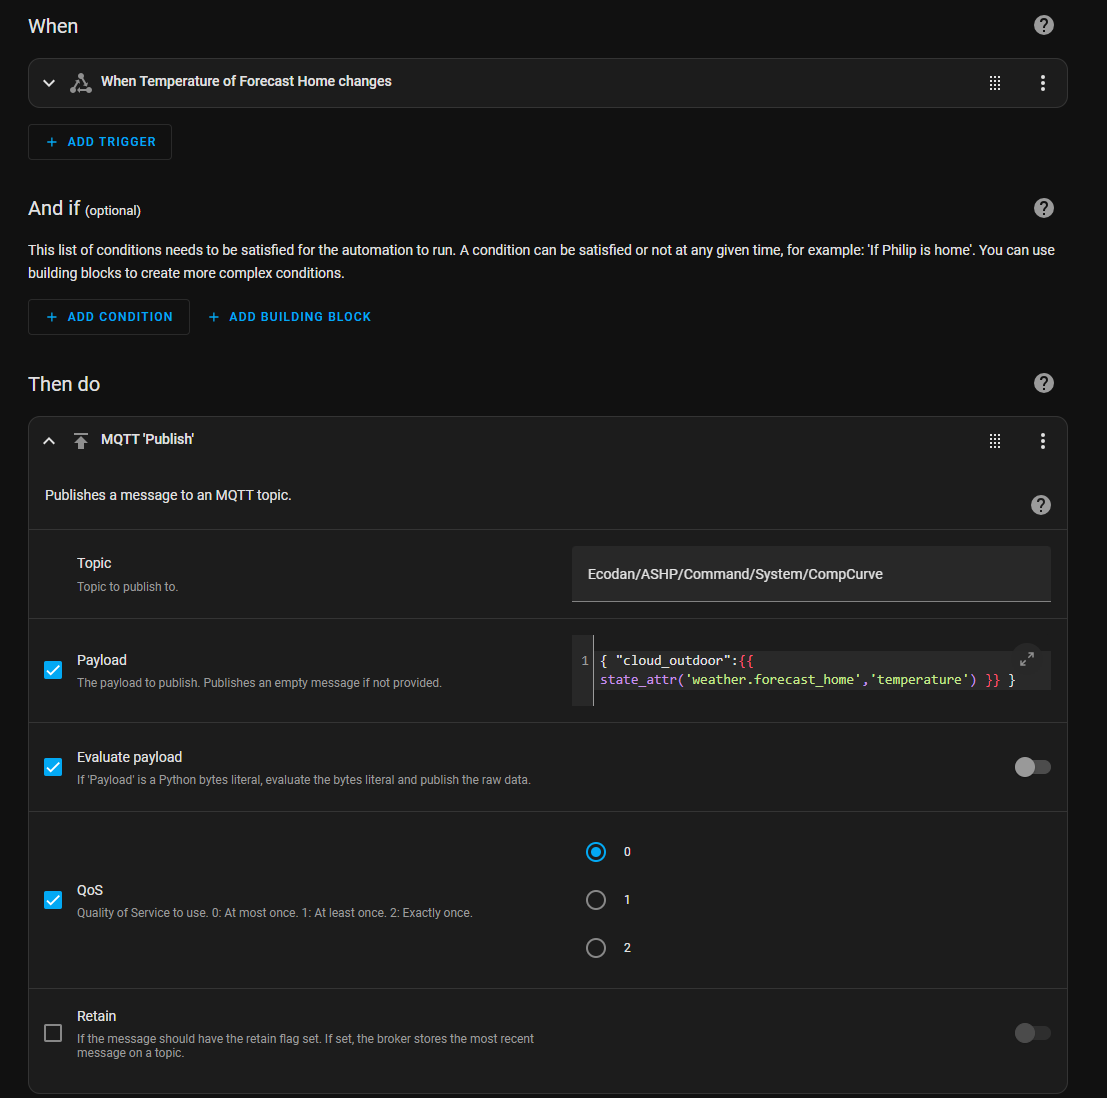 When
When Temperature of Forecast Home changes
+ ADD TRIGGER
And if (optional)
This list of conditions needs to be satisfied for the automation to run. A condition can be satisfied or not at any given time, for example: 'If Philip is home'. You can use
building blocks to create more complex conditions.
+ ADD CONDITION + ADD BUILDING BLOCK
Then do
MQTT 'Publish'
Publishes a message to an MQTT topic.
Topic
Topic to publish to.
Ecodan/ASHP/Command/System/CompCurve
Payload
The payload to publish. Publishes an empty message if not provided.
1 { "cloud_outdoor":{{
state_attr('weather.forecast_home','temperature') }} }
Evaluate payload
If 'Payload' is a Python bytes literal, evaluate the bytes literal and publish the raw data.
QoS
Quality of Service to use. 0: At most once. 1: At least once. 2: Exactly once.
0
1
2
Retain
If the message should have the retain flag set. If set, the broker stores the most recent
message on a topic.